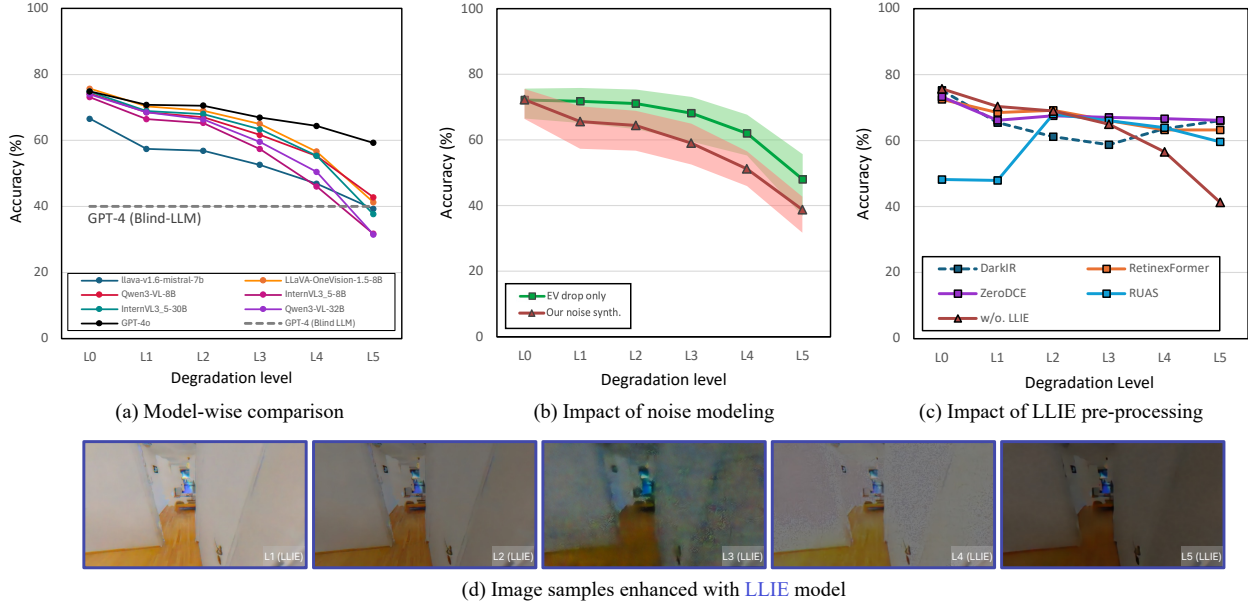 100
80
60
40
20
0
Accuracy (%)
GPT-4 (Blind-LLM)
llava-v1.6-mistral-7b
LLaVA-OneVision-1.5-8B
Qwen3-VL-8B
InternVL3_5-8B
InternVL3_5-30B
Qwen3-VL-32B
GPT-4o
GPT-4 (Blind LLM)
L0 L1 L2 L3 L4 L5
Degradation level
(a) Model-wise comparison
100
80
60
40
20
0
Accuracy (%)
EV drop only
Our noise synth.
L0 L1 L2 L3 L4 L5
Degradation level
(b) Impact of noise modeling
100
80
60
40
20
0
Accuracy (%)
DarkIR
RetinexFormer
ZeroDCE
RUAS
w/o. LLIE
L0 L1 L2 L3 L4 L5
Degradation Level
(c) Impact of LLIE pre-processing
L1 (LLIE)
L2 (LLIE)
L3 (LLIE)
L4 (LLIE)
L5 (LLIE)
(d) Image samples enhanced with LLIE model